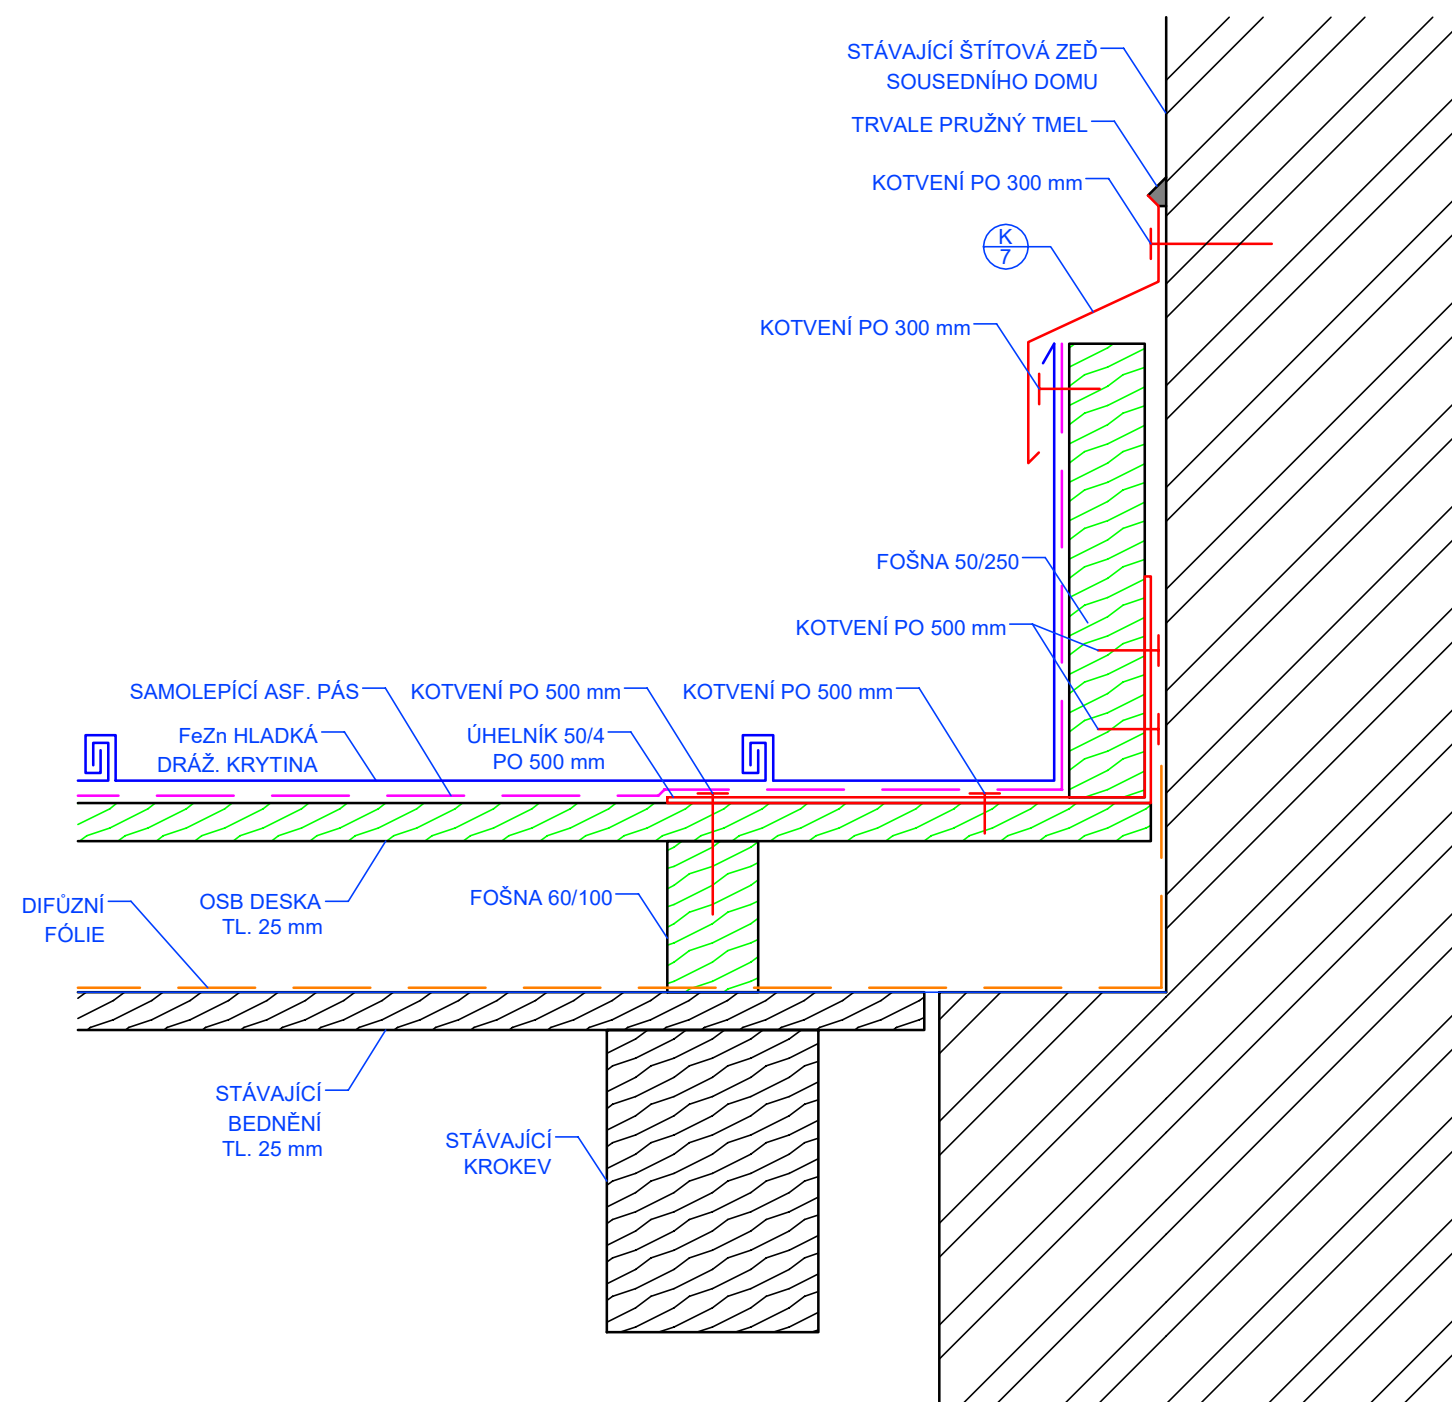 STÁVAJÍCÍ ŠTÍTOVÁ ZEĎ
SOUSEDNÍHO DOMU
TRVALE PRUŽNÝ TMEL
KOTVENÍ PO 300 mm
K
7
KOTVENÍ PO 300 mm
FOŠNA 50/250
KOTVENÍ PO 500 mm
SAMOLEPÍCÍ ASF. PÁS
KOTVENÍ PO 500 mm
KOTVENÍ PO 500 mm
FeZn HLADKÁ
DRÁŽ. KRYTINA
ÚHELNÍK 50/4
PO 500 mm
DIFŮZNÍ
FÓLIE
OSB DESKA
TL. 25 mm
FOŠNA 60/100
STÁVAJÍCÍ
BEDNĚNÍ
TL. 25 mm
STÁVAJÍCÍ
KROKEV